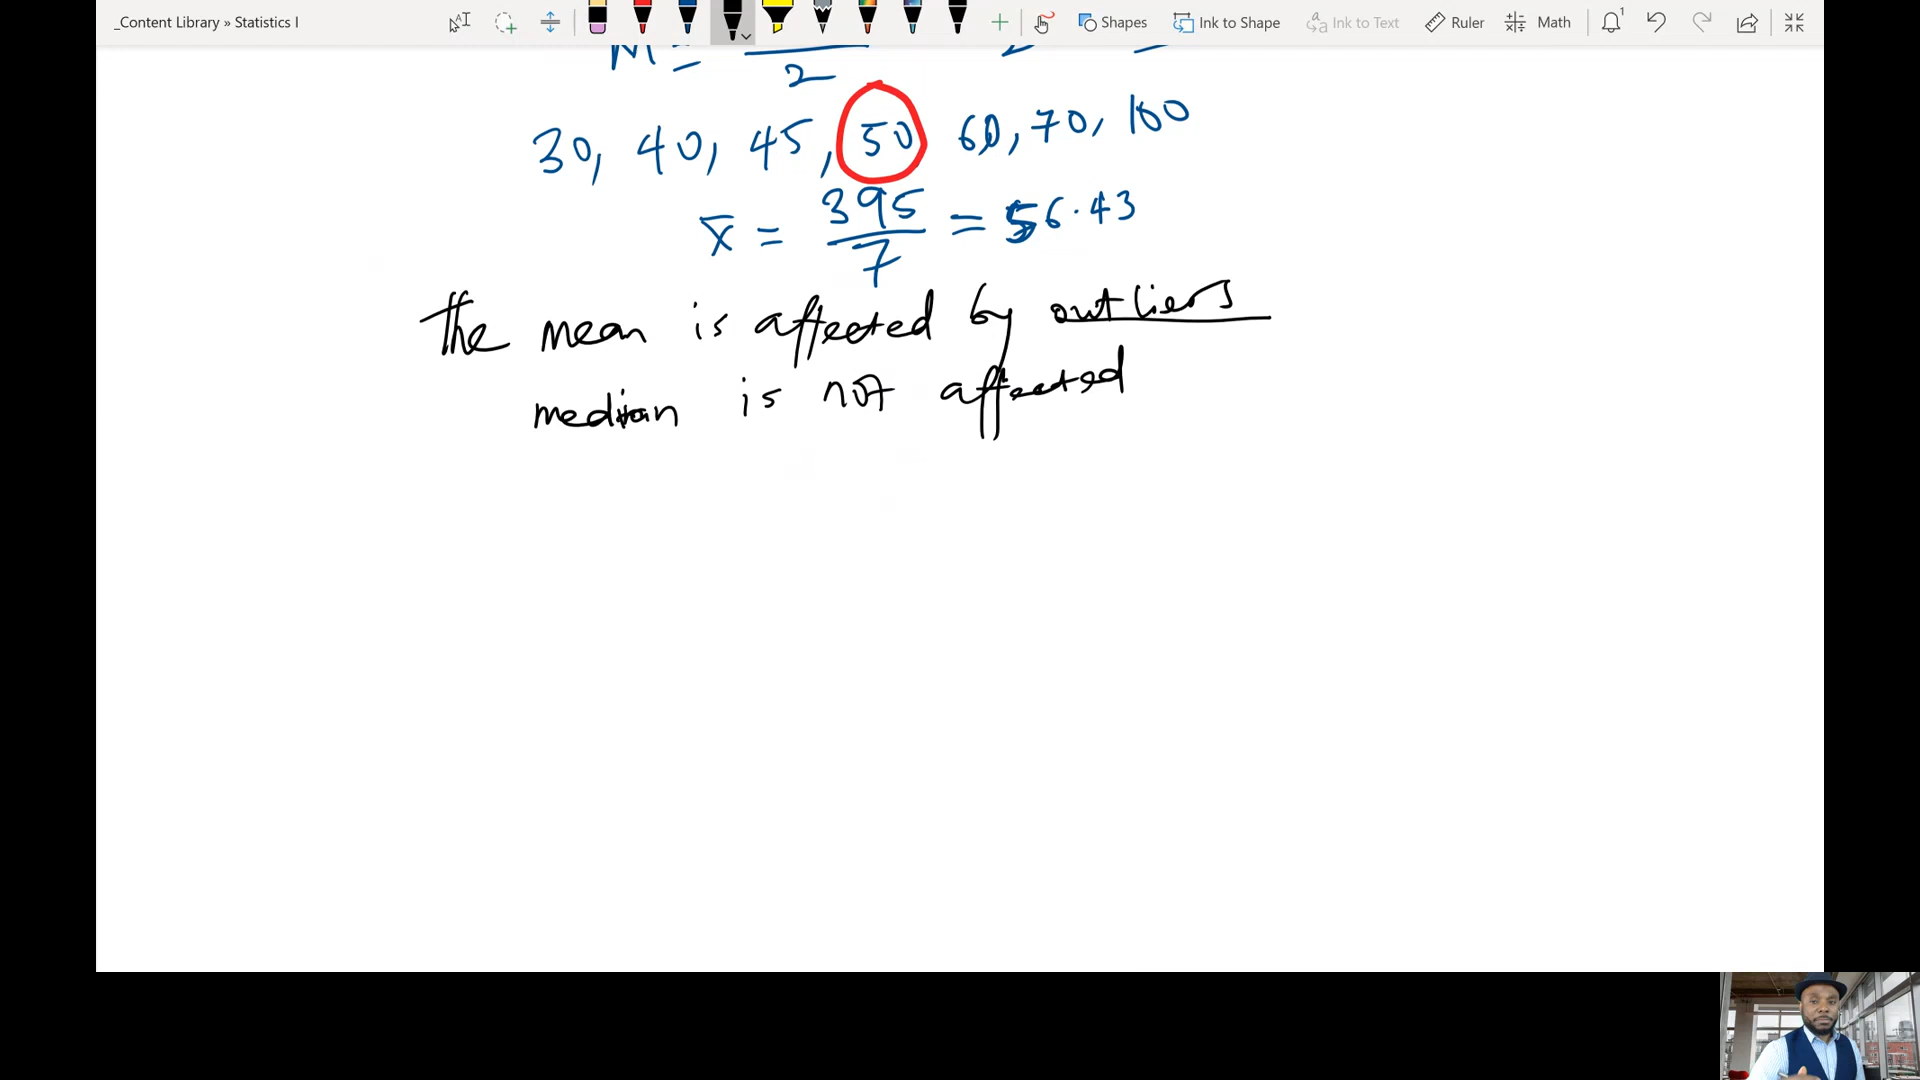 _Content Library » Statistics I
Shapes
Ink to Shape
Ink to Text
Ruler
Math
1
M =
2
30, 40, 45, 50 60, 70, 100
x̄ = 395/7 = 56.43
The mean is affected by outliers
median is not affected